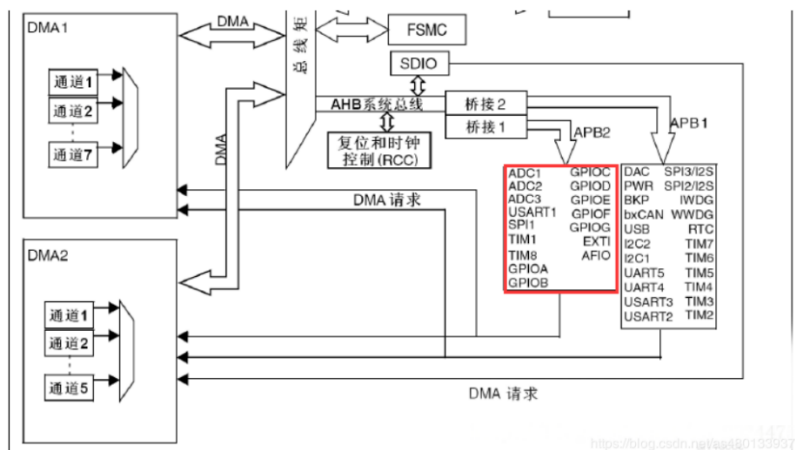 DMA1
通道1
通道2
通道7
DMA
总线矩
FSMC
SDIO
AHB系统总线
桥接2
桥接1
APB2
APB1
复位和时钟
控制(RCC)
DMA
DMA 请求
ADC1 GPIOC
ADC2 GPIOD
ADC3 GPIOE
USART1 GPIOF
SPI1 GPIOG
TIM1 EXTI
TIM8 AFIO
GPIOA
GPIOB
DAC SPI3/I2S
PWR SPI2/I2S
BKP IWDG
bxCAN WWDG
USB RTC
I2C2 TIM7
I2C1 TIM6
UART5 TIM5
UART4 TIM4
USART3 TIM3
USART2 TIM2
DMA2
通道1
通道2
通道5
DMA 请求